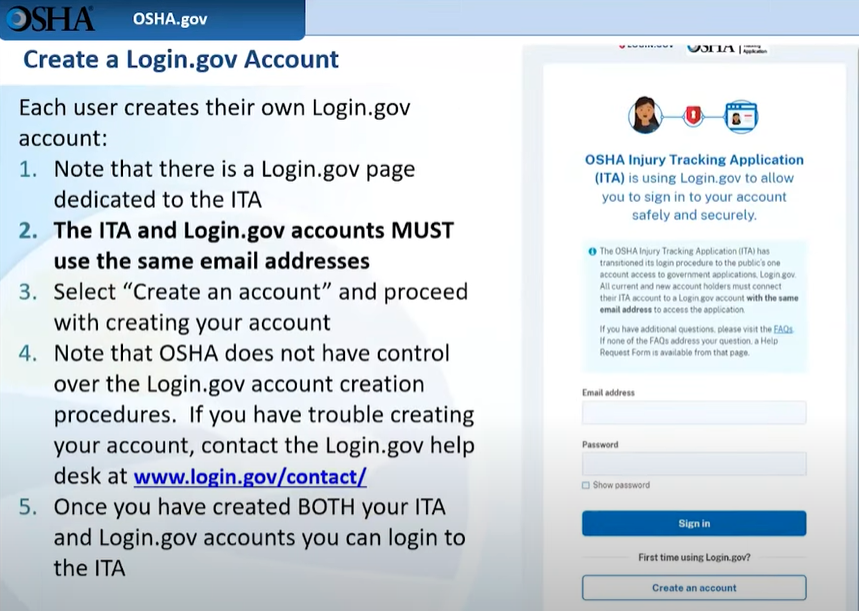 OSHA
OSHA.gov
Create a Login.gov Account
Each user creates their own Login.gov
account:
1. Note that there is a Login.gov page
dedicated to the ITA
2. The ITA and Login.gov accounts MUST
use the same email addresses
3. Select “Create an account” and proceed
with creating your account
4. Note that OSHA does not have control
over the Login.gov account creation
procedures. If you have trouble creating
your account, contact the Login.gov help
desk at www.login.gov/contact/
5. Once you have created BOTH your ITA
and Login.gov accounts you can login to
the ITA
OSHA
Application
OSHA Injury Tracking Application
(ITA) is using Login.gov to allow
you to sign in to your account
safely and securely.
The OSHA Injury Tracking Application (ITA) has
transitioned its login procedure to the public's one
account access to government applications, Login.gov.
All current and new account holders must connect
their ITA account to a Login.gov account with the same
email address to access the application.
If you have additional questions, please visit the FAQs.
If none of the FAQs address your question, a Help
Request Form is available from that page.
Email address
Password
Show password
Sign in
First time using Login.gov?
Create an account